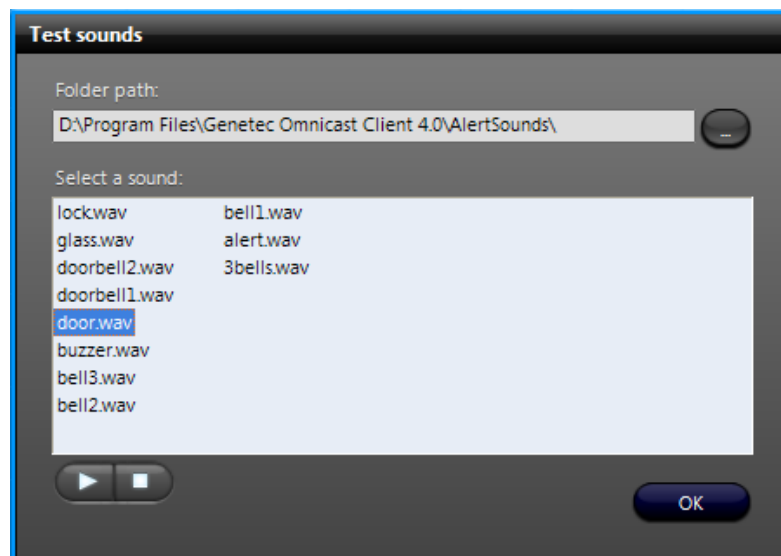 Test sounds
Folder path:
D:\Program Files\Genetec Omnicast Client 4.0\AlertSounds\
...
Select a sound:
lock.wav
glass.wav
doorbell2.wav
doorbell1.wav
door.wav
buzzer.wav
bell3.wav
bell2.wav
bell1.wav
alert.wav
3bells.wav
OK